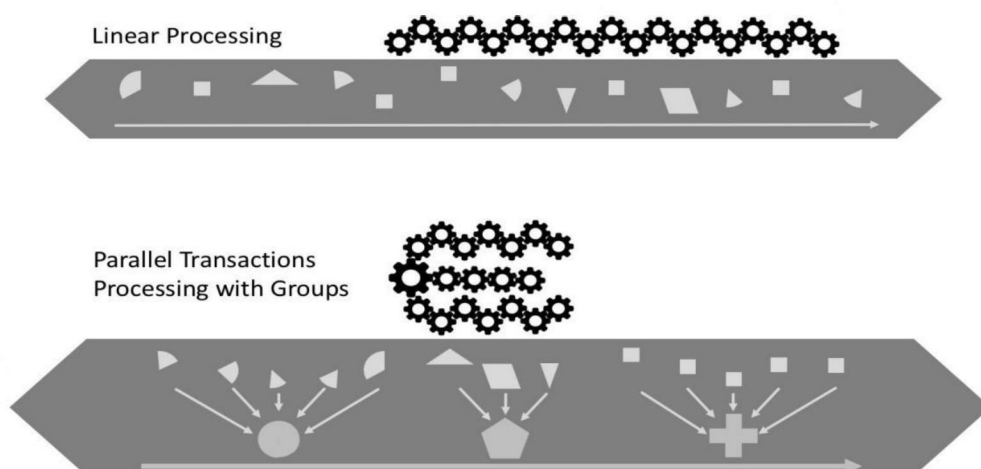 Linear Processing
Parallel Transactions
Processing with Groups